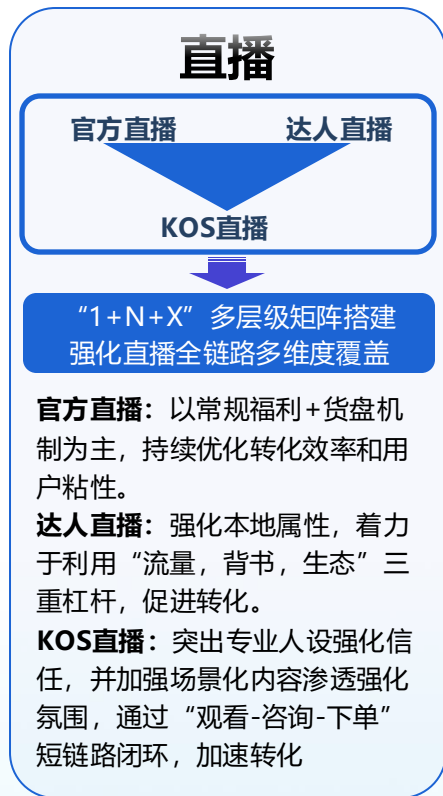 直播
官方直播 达人直播
KOS直播
“1+N+X”多层级矩阵搭建
强化直播全链路多维度覆盖
官方直播：以常规福利+货盘机
制为主，持续优化转化效率和用
户粘性。
达人直播：强化本地属性，着力
于利用“流量，背书，生态”三
重杠杆，促进转化。
KOS直播：突出专业人设强化信
任，并加强场景化内容渗透强化
氛围，通过“观看-咨询-下单”
短链路闭环，加速转化